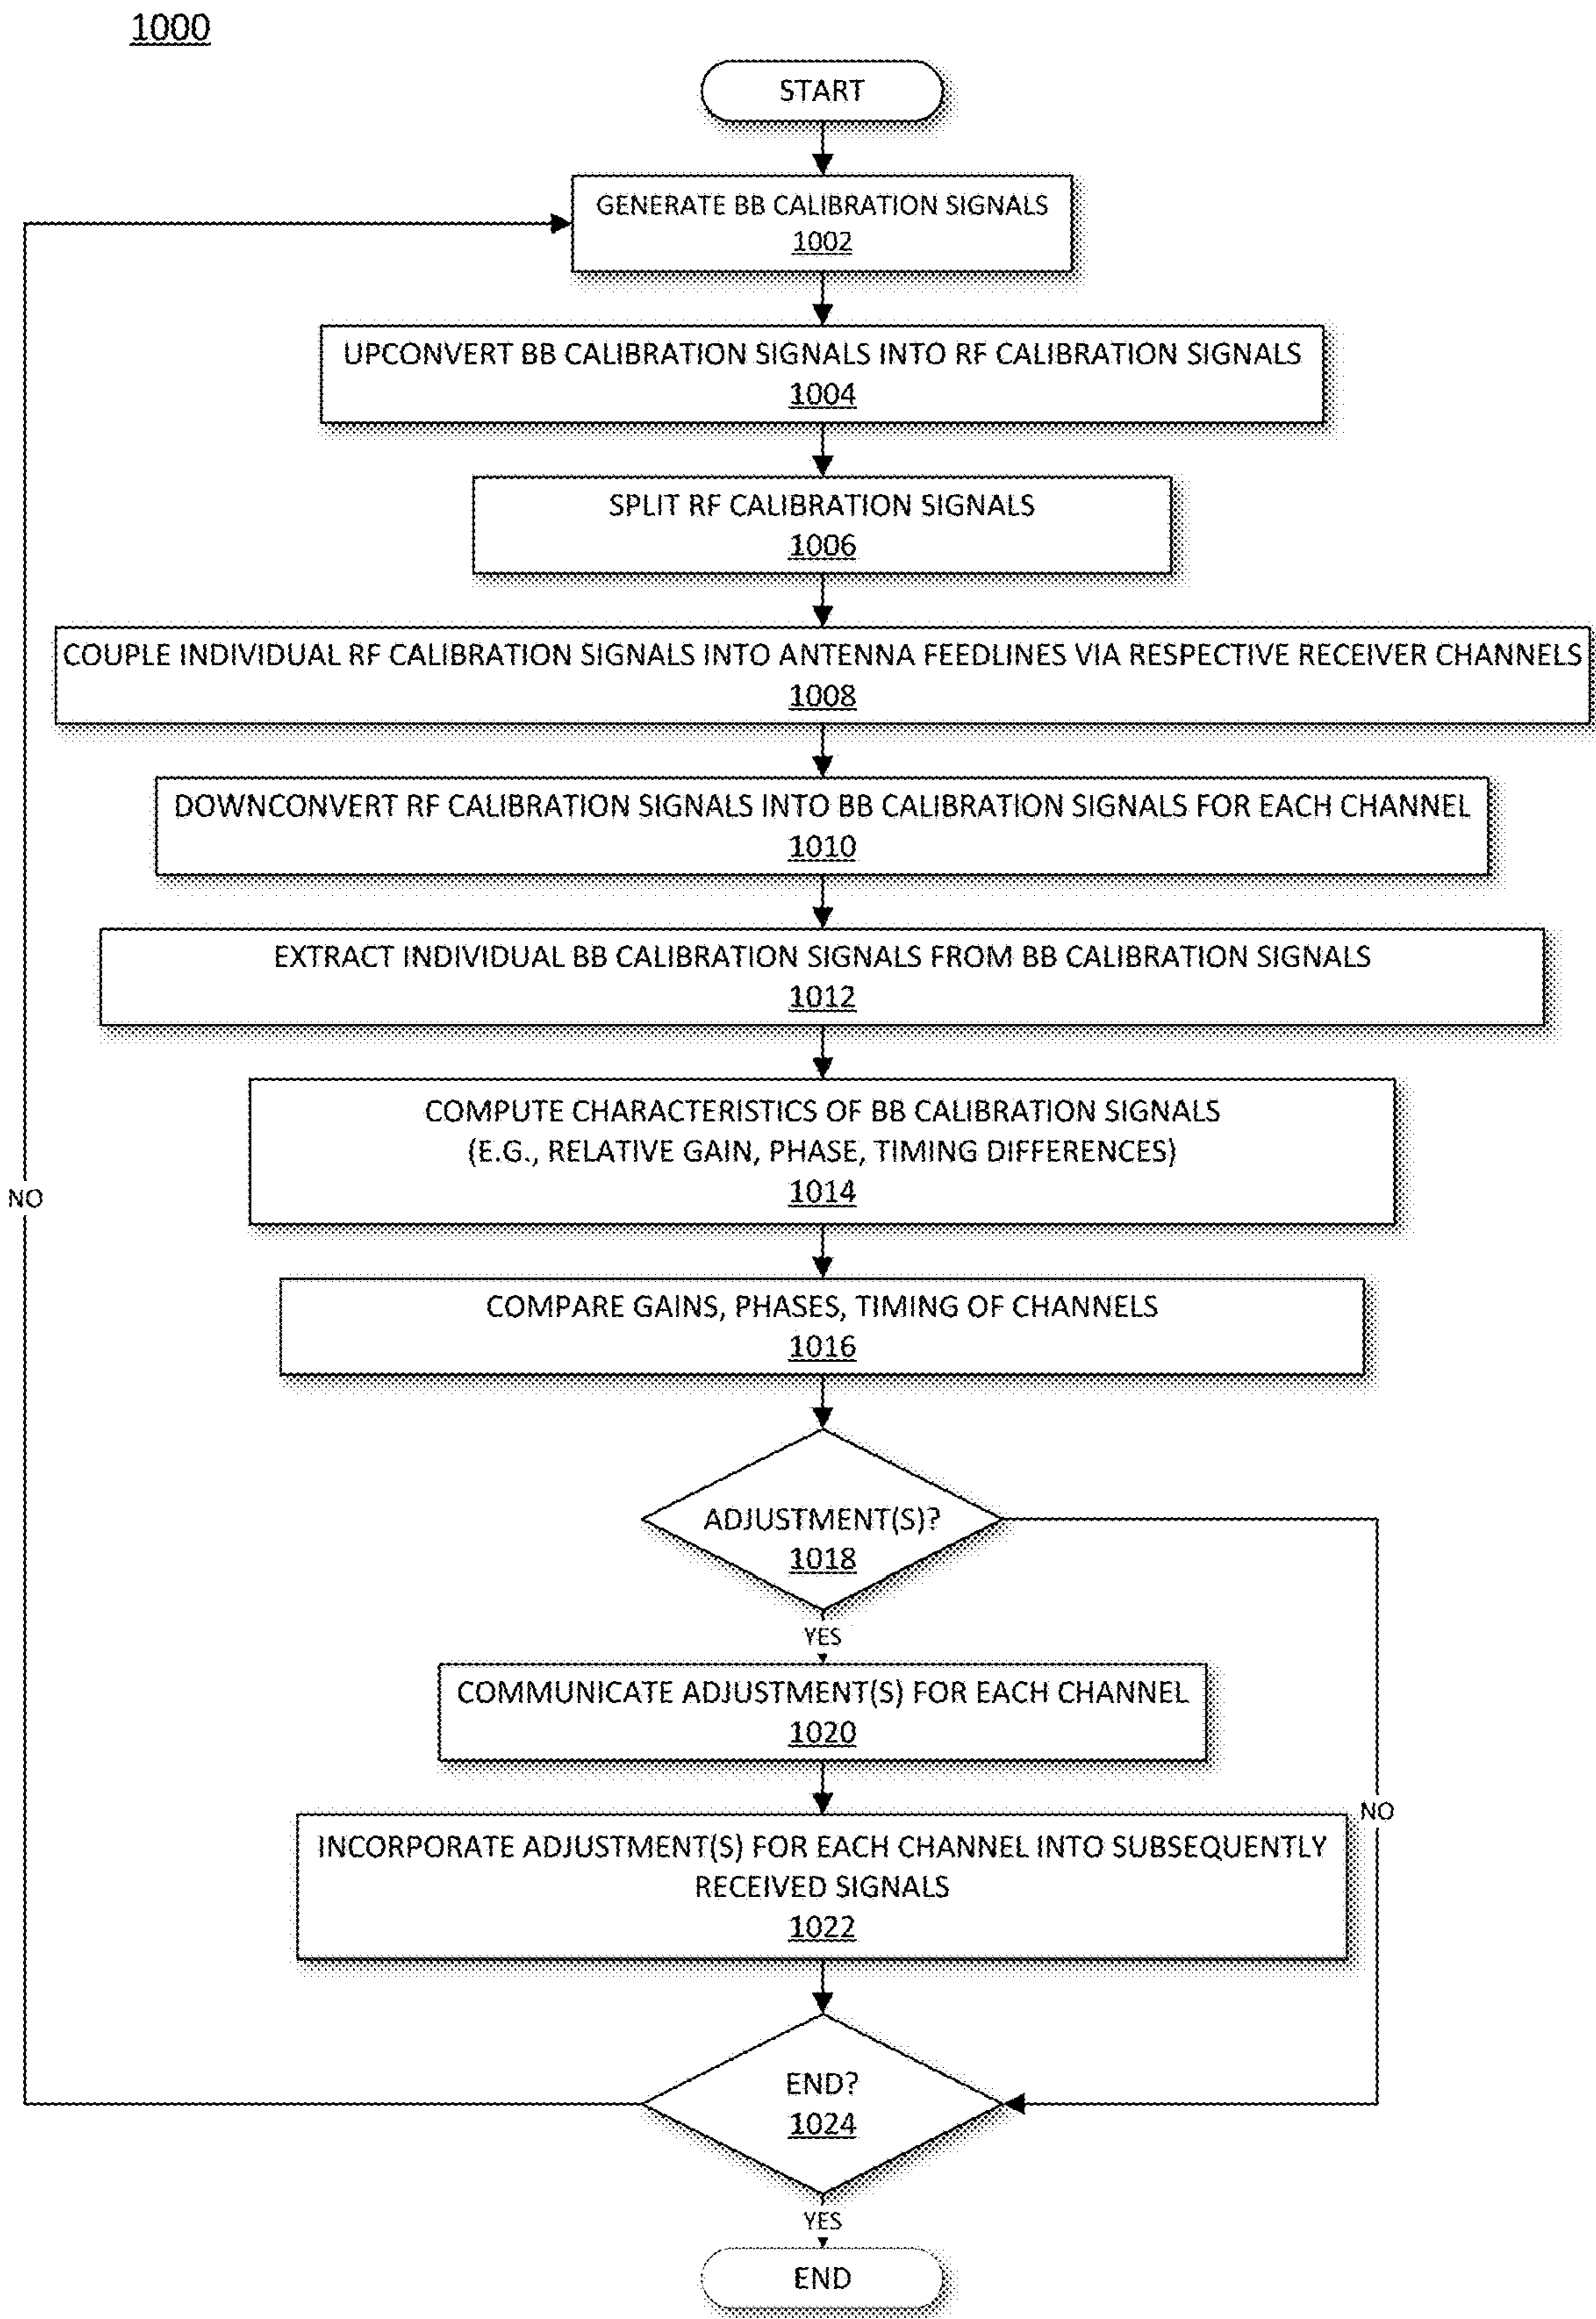 1000
START
GENERATE BB CALIBRATION SIGNALS
1002
UPCONVERT BB CALIBRATION SIGNALS INTO RF CALIBRATION SIGNALS
1004
SPLIT RF CALIBRATION SIGNALS
1006
COUPLE INDIVIDUAL RF CALIBRATION SIGNALS INTO ANTENNA FEEDLINES VIA RESPECTIVE RECEIVER CHANNELS
1008
DOWNCONVERT RF CALIBRATION SIGNALS INTO BB CALIBRATION SIGNALS FOR EACH CHANNEL
1010
EXTRACT INDIVIDUAL BB CALIBRATION SIGNALS FROM BB CALIBRATION SIGNALS
1012
COMPUTE CHARACTERISTICS OF BB CALIBRATION SIGNALS
(E.G., RELATIVE GAIN, PHASE, TIMING DIFFERENCES)
1014
NO
COMPARE GAINS, PHASES, TIMING OF CHANNELS
1016
ADJUSTMENT(S)?
1018
YES
COMMUNICATE ADJUSTMENT(S) FOR EACH CHANNEL
1020
NO
INCORPORATE ADJUSTMENT(S) FOR EACH CHANNEL INTO SUBSEQUENTLY
RECEIVED SIGNALS
1022
END?
1024
YES
END